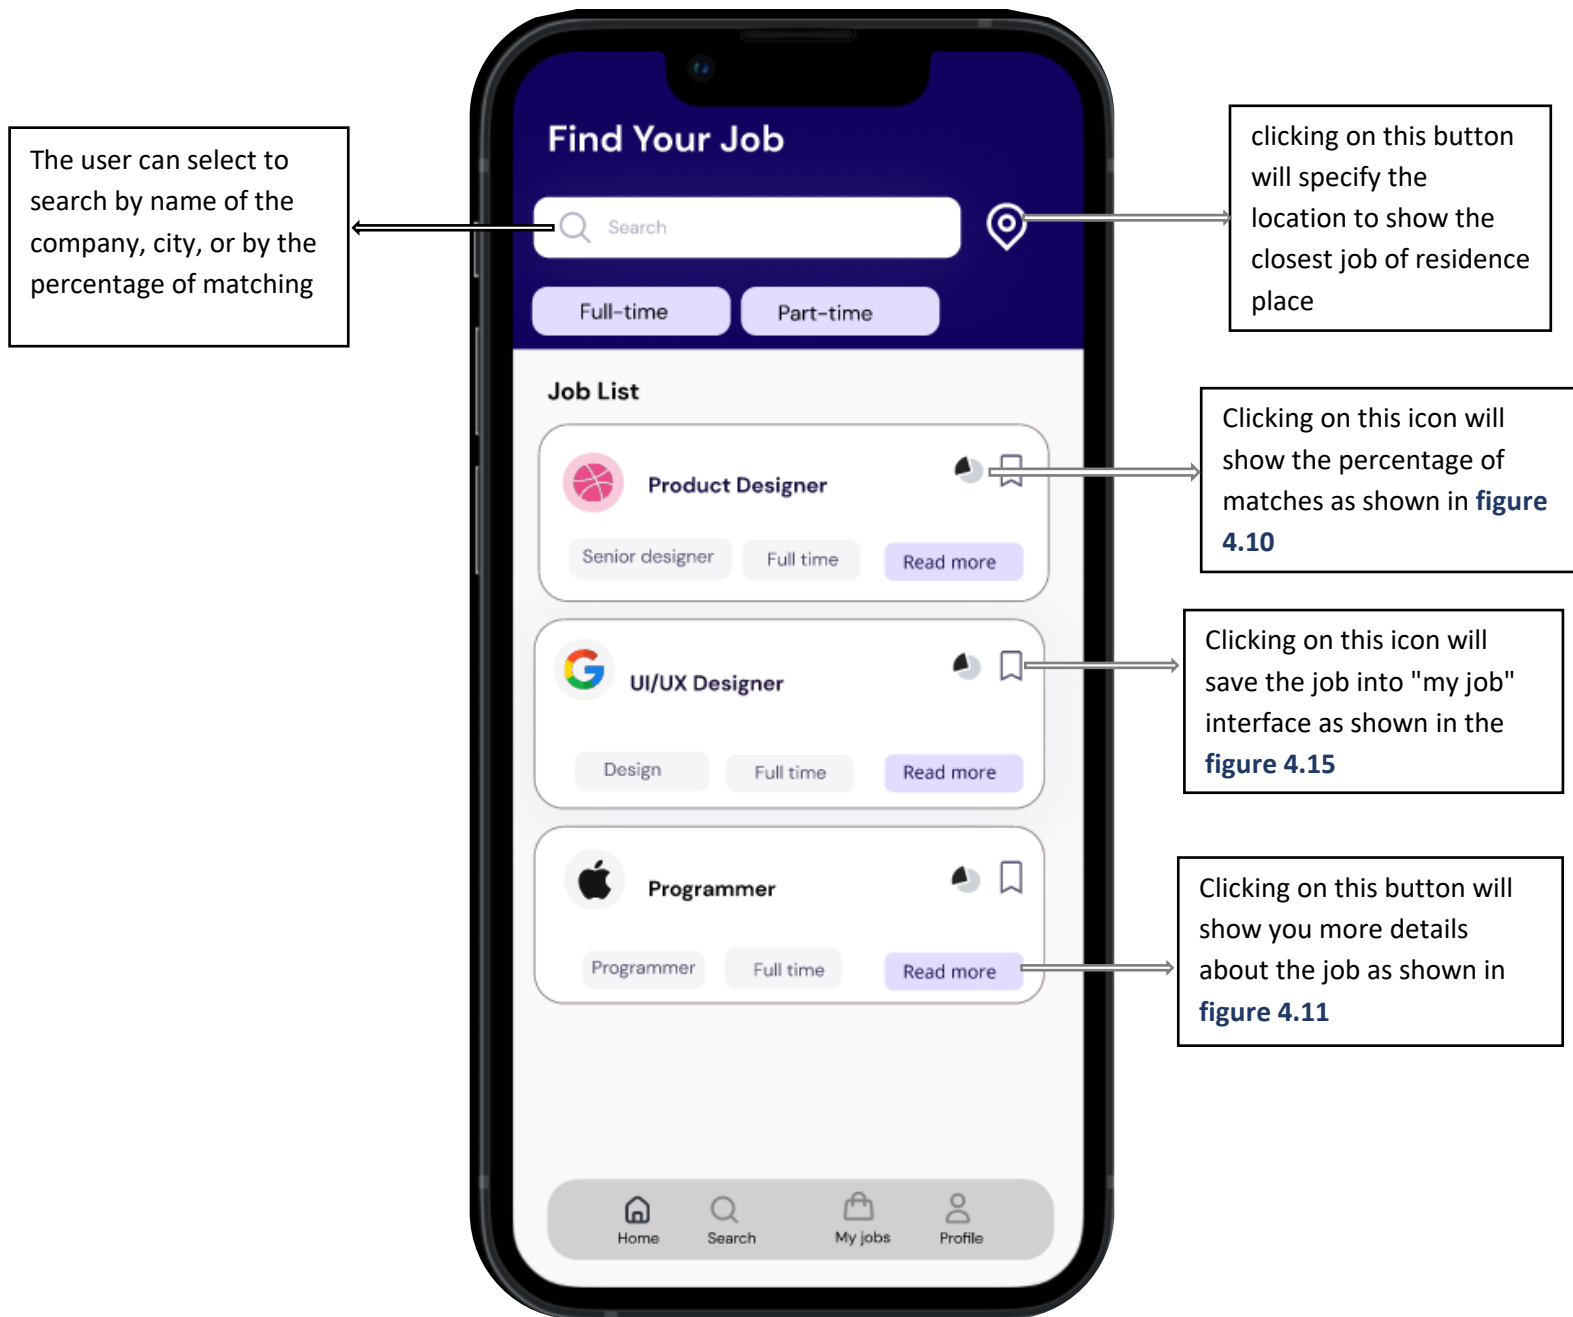 The user can select to
search by name of the
company, city, or by the
percentage of matching
Find Your Job
Search
Full-time
Part-time
clicking on this button
will specify the
location to show the
closest job of residence
place
Job List
Product Designer
Senior designer
Full time
Read more
Clicking on this icon will
show the percentage of
matches as shown in figure
4.10
UI/UX Designer
Design
Full time
Read more
Clicking on this icon will
save the job into "my job"
interface as shown in the
figure 4.15
Programmer
Programmer
Full time
Read more
Clicking on this button will
show you more details
about the job as shown in
figure 4.11
Home
Search
My jobs
Profile